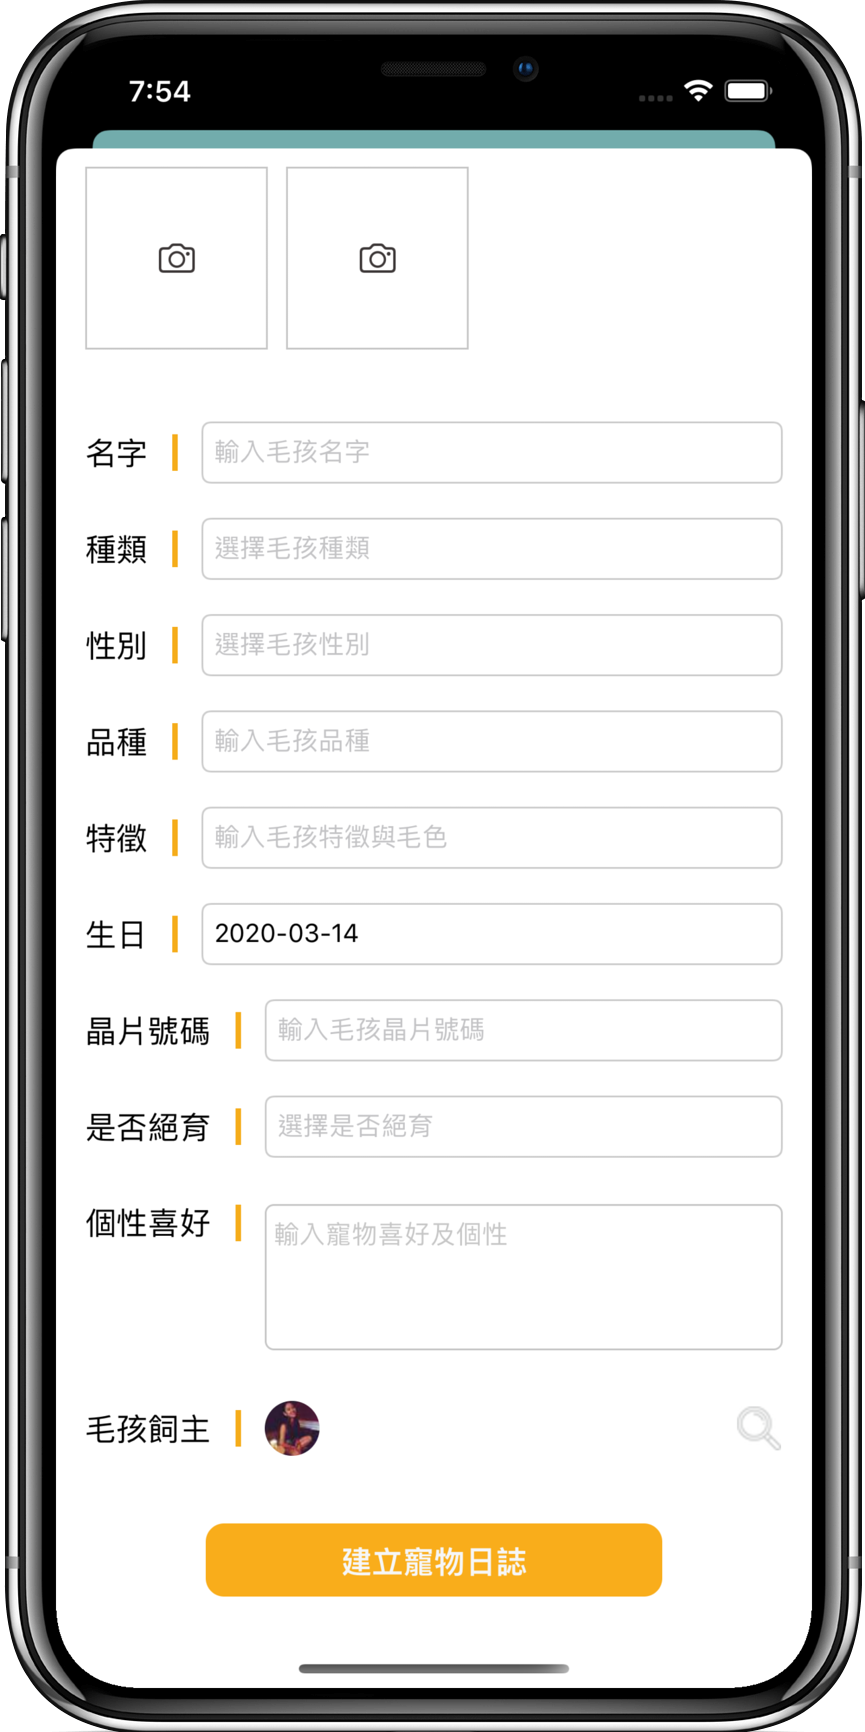 7:54
名字
輸入毛孩名字
種類
選擇毛孩種類
性別
選擇毛孩性別
品種
輸入毛孩品種
特徵
輸入毛孩特徵與毛色
生日
2020-03-14
晶片號碼
輸入毛孩晶片號碼
是否絕育
選擇是否絕育
個性喜好
輸入寵物喜好及個性
毛孩飼主
建立寵物日誌